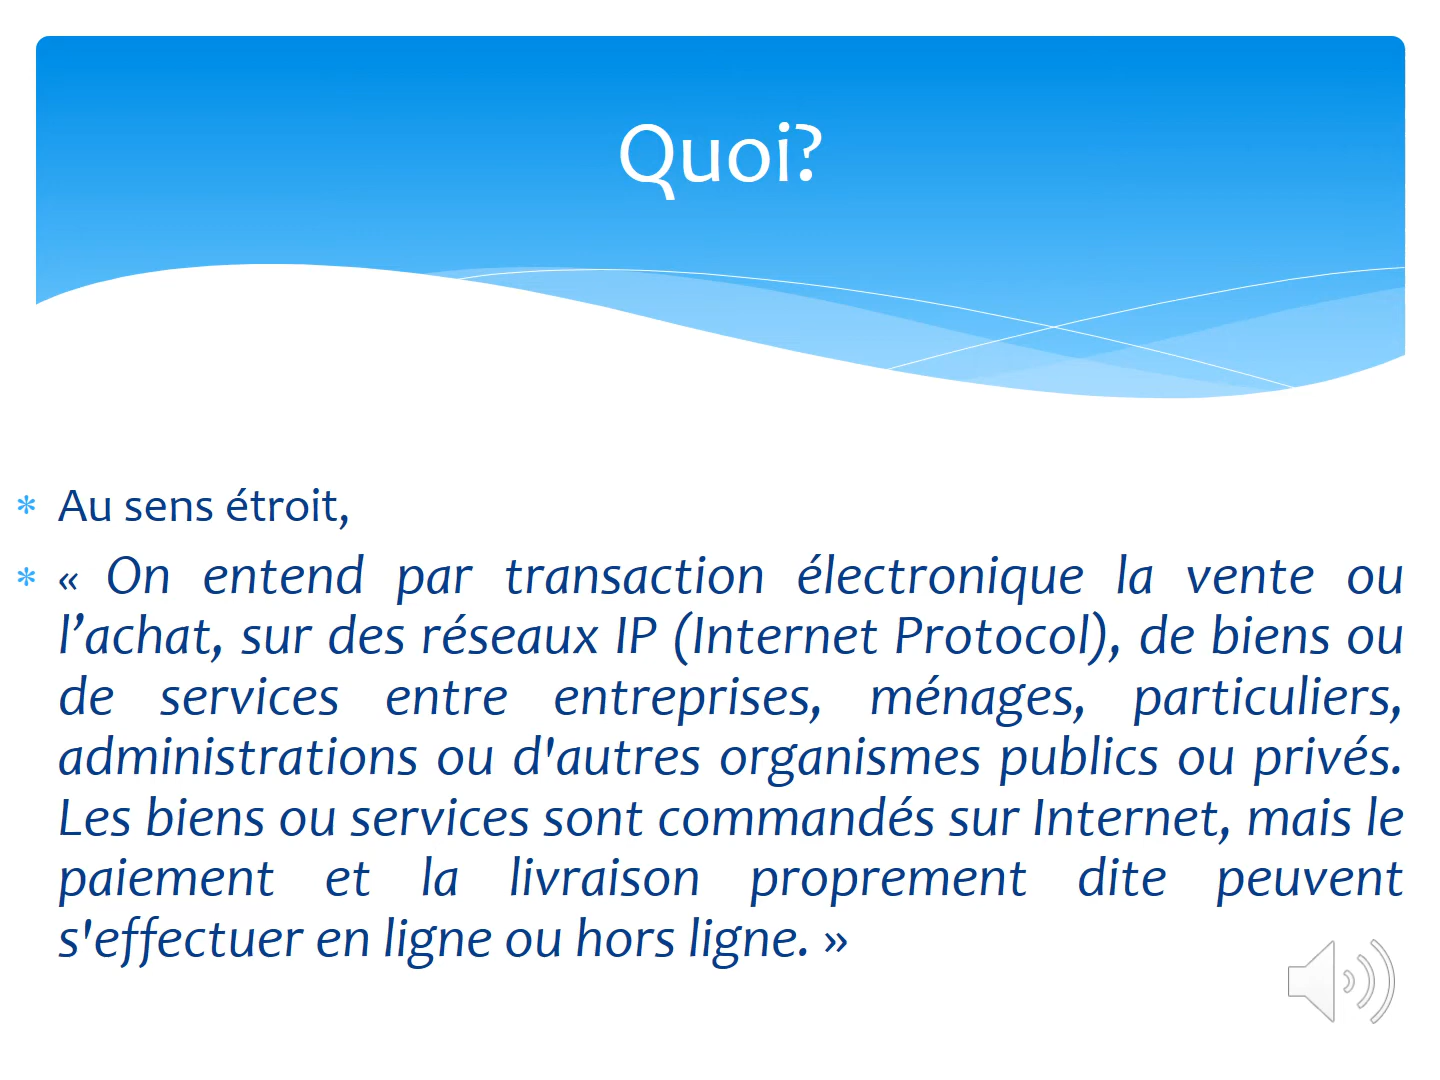 Quoi?
* Au sens étroit,
* « On entend par transaction électronique la vente ou
l’achat, sur des réseaux IP (Internet Protocol), de biens ou
de services entre entreprises, ménages, particuliers,
administrations ou d'autres organismes publics ou privés.
Les biens ou services sont commandés sur Internet, mais le
paiement et la livraison proprement dite peuvent
s'effectuer en ligne ou hors ligne. »